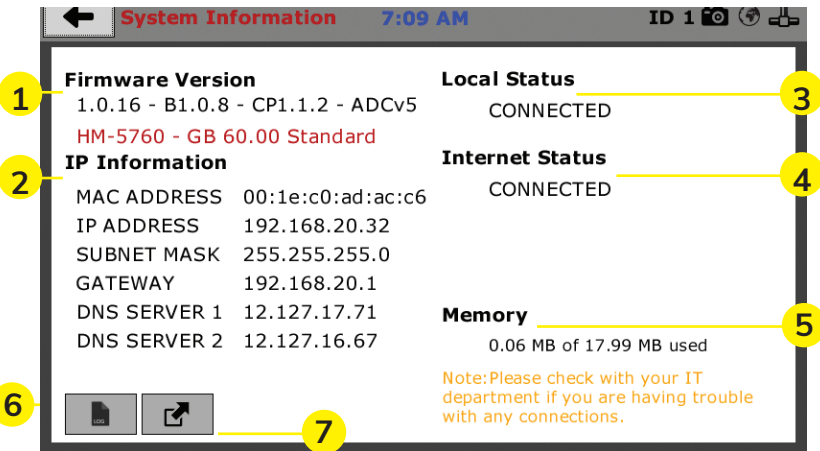 System Information 7:09 AM ID 1
1 Firmware Version
1.0.16 - B1.0.8 - CP1.1.2 - ADCv5
HM-5760 - GB 60.00 Standard
2 IP Information
MAC ADDRESS 00:1e:c0:ad:ac:c6
IP ADDRESS 192.168.20.32
SUBNET MASK 255.255.255.0
GATEWAY 192.168.20.1
DNS SERVER 1 12.127.17.71
DNS SERVER 2 12.127.16.67
Local Status 3
CONNECTED
Internet Status 4
CONNECTED
Memory 5
0.06 MB of 17.99 MB used
Note:Please check with your IT
department if you are having trouble
with any connections.
6 LOG
7